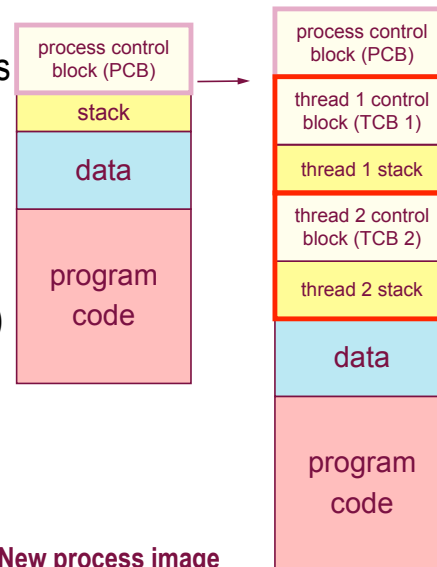 s
process control
block (PCB)
stack
data
program
code
)
process control
block (PCB)
thread 1 control
block (TCB 1)
thread 1 stack
thread 2 control
block (TCB 2)
thread 2 stack
data
program
code
New process image